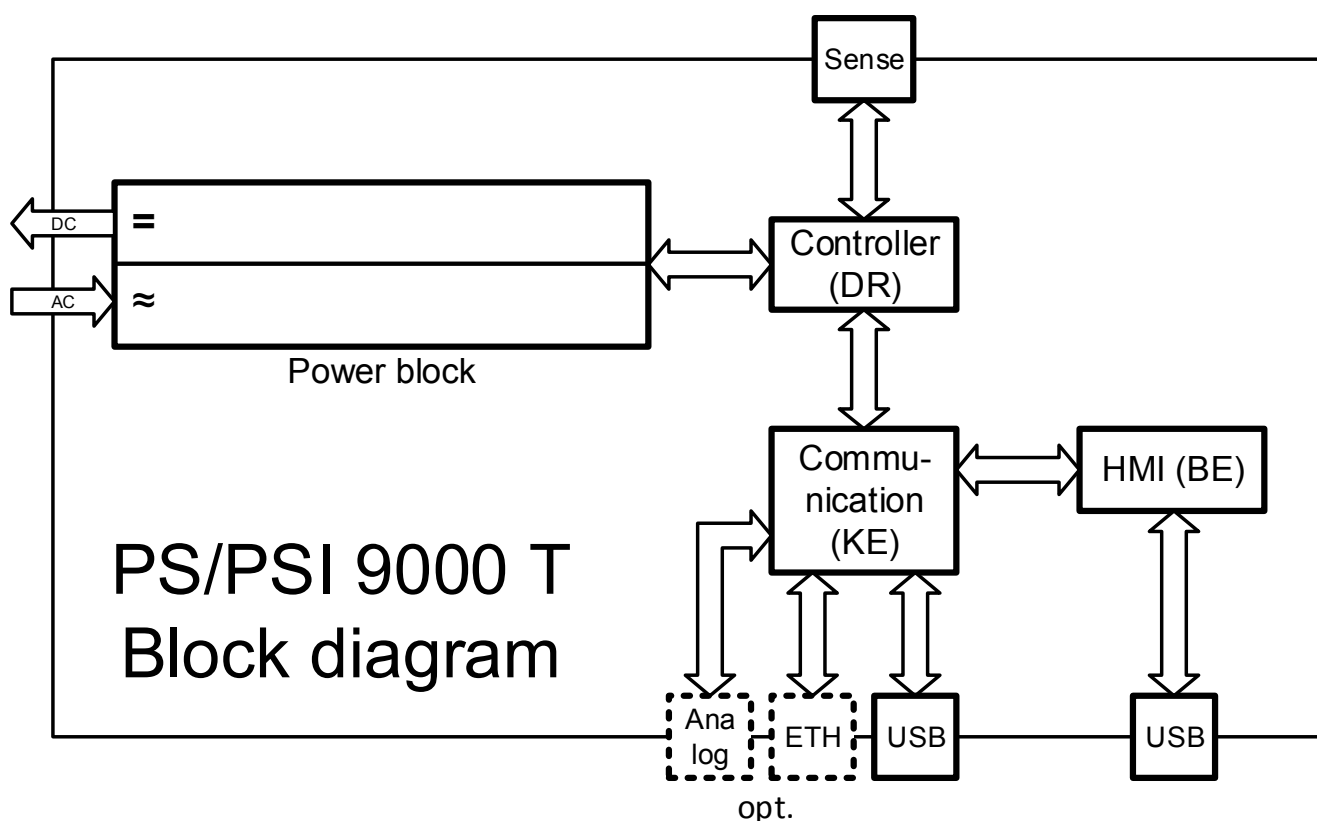 Sense
DC
=
Controller
(DR)
AC
≈
Power block
Commu-
nication
(KE)
HMI (BE)
PS/PSI 9000 T
Block diagram
Ana
log
ETH
USB
USB
opt.